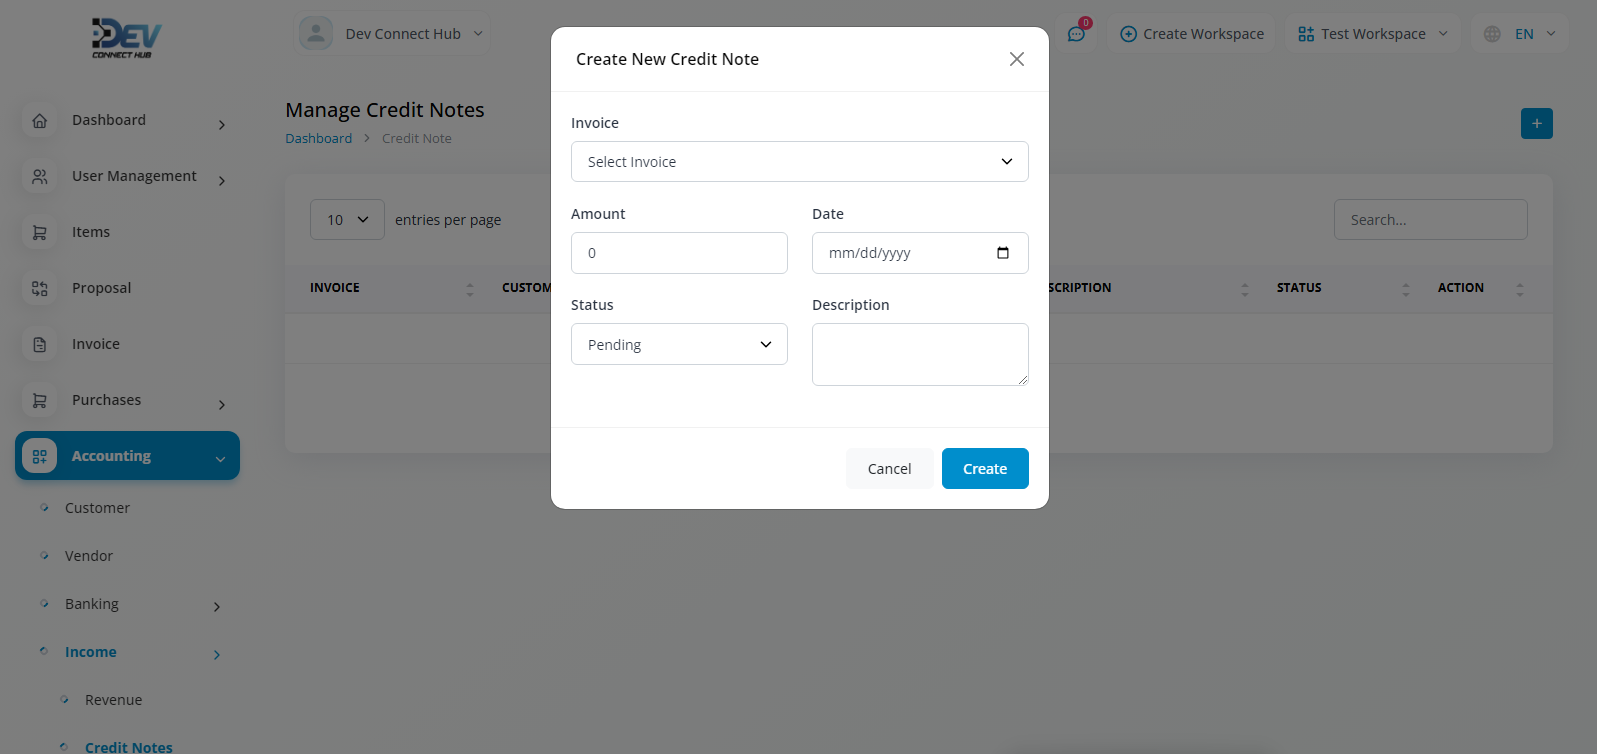 DEV
CONNECT HUB
Dev Connect Hub
0
Create Workspace
Test Workspace
EN
Dashboard
User Management
Items
Proposal
Invoice
Purchases
Accounting
Customer
Vendor
Banking
Income
Revenue
Credit Notes
Manage Credit Notes
Dashboard > Credit Note
+
10 entries per page
Search...
INVOICE
CUSTOM
SCRIPTION
STATUS
ACTION
Create New Credit Note
Invoice
Select Invoice
Amount Date
0 mm/dd/yyyy
Status Description
Pending
Cancel Create